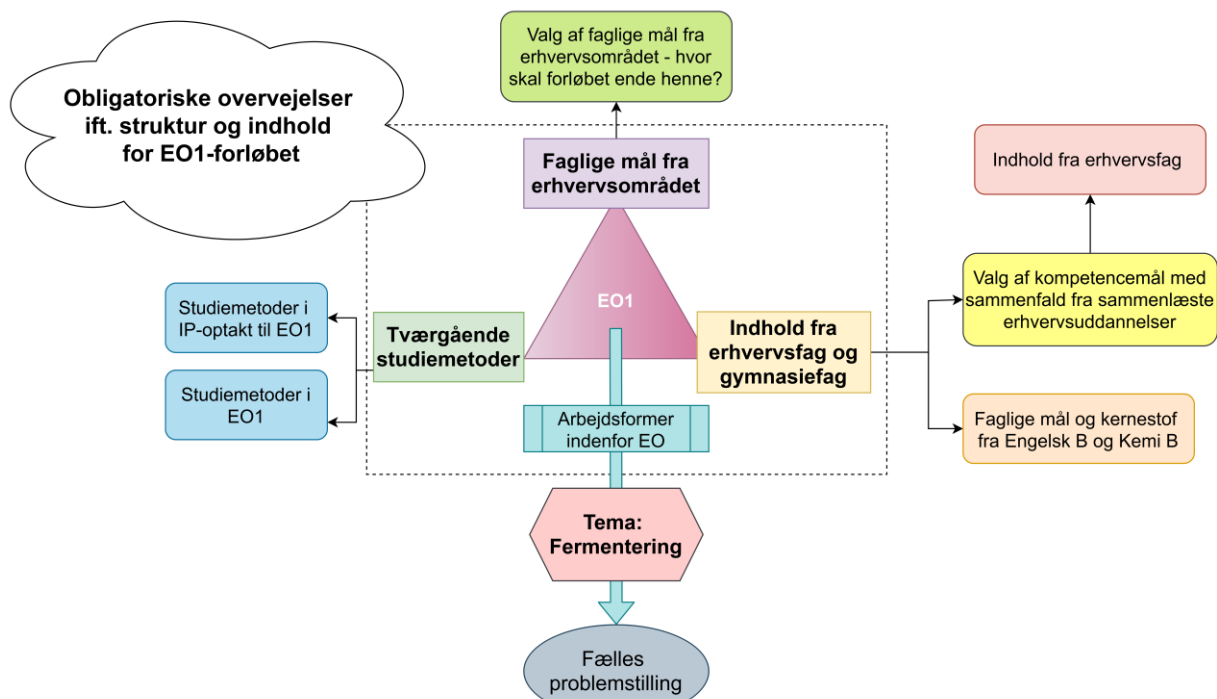 Valg af faglige mål fra
erhvervsområdet - hvor
skal forløbet ende henne?
Obligatoriske overvejelser
ift. struktur og indhold
for EO1-forløbet
Faglige mål fra
erhvervsområdet
Indhold fra erhvervsfag
EO1
Valg af kompetencemål med
sammenfald fra sammenlæste
erhvervsuddannelser
Studiemetoder i
IP-optakt til EO1
Tværgående
studiemetoder
Indhold fra
erhvervsfag og
gymnasiefag
Studiemetoder i
EO1
Arbejdsformer
indenfor EO
Faglige mål og kernestof
fra Engelsk B og Kemi B
Tema:
Fermentering
Fælles
problemstilling